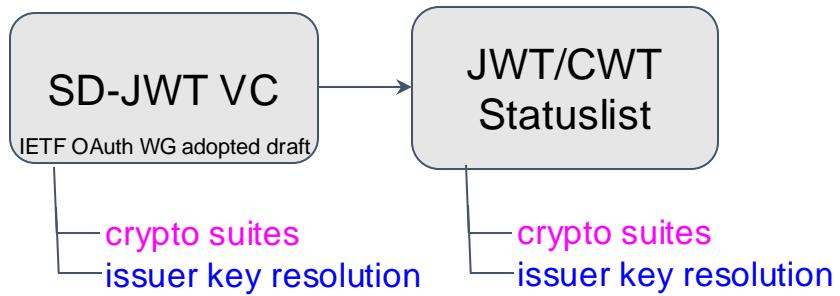 SD-JWT VC
IETF OAuth WG adopted draft
crypto suites
issuer key resolution
JWT/CWT
Statuslist
crypto suites
issuer key resolution